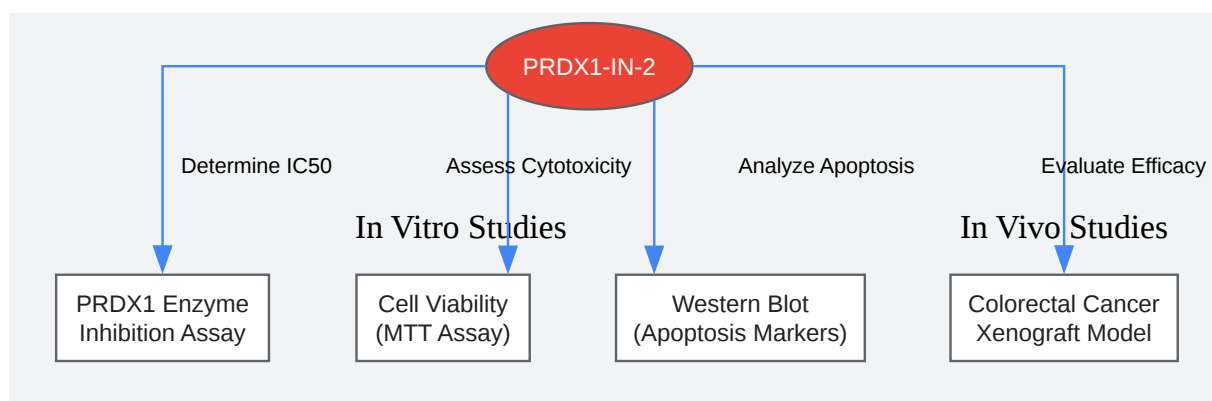 PRDX1-IN-2
Determine IC50
Assess Cytotoxicity
Analyze Apoptosis
Evaluate Efficacy
In Vitro Studies
In Vivo Studies
PRDX1 Enzyme
Inhibition Assay
Cell Viability
(MTT Assay)
Western Blot
(Apoptosis Markers)
Colorectal Cancer
Xenograft Model